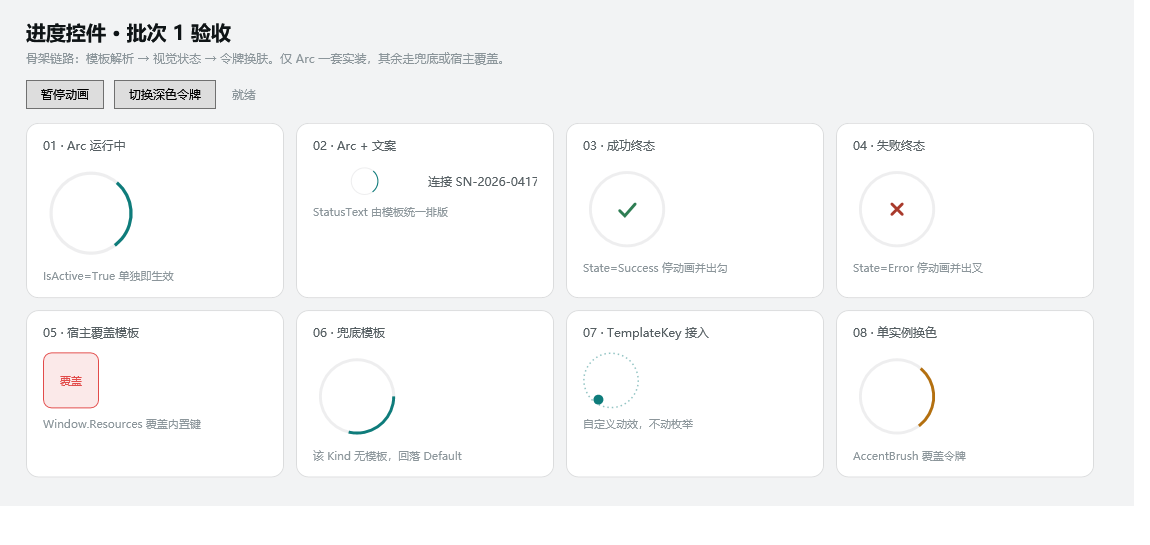 进度控件 · 批次 1 验收
骨架链路：模板解析 → 视觉状态 → 令牌换肤。仅 Arc 一套实装，其余走兜底或宿主覆盖。
暂停动画
切换深色令牌
就绪
01 · Arc 运行中
IsActive=True 单独即生效
02 · Arc + 文案
连接 SN-2026-0417
StatusText 由模板统一排版
03 · 成功终态
State=Success 停动画并出勾
04 · 失败终态
State=Error 停动画并出叉
05 · 宿主覆盖模板
覆盖
Window.Resources 覆盖内置键
06 · 兜底模板
该 Kind 无模板，回落 Default
07 · TemplateKey 接入
自定义动效，不动枚举
08 · 单实例换色
AccentBrush 覆盖令牌